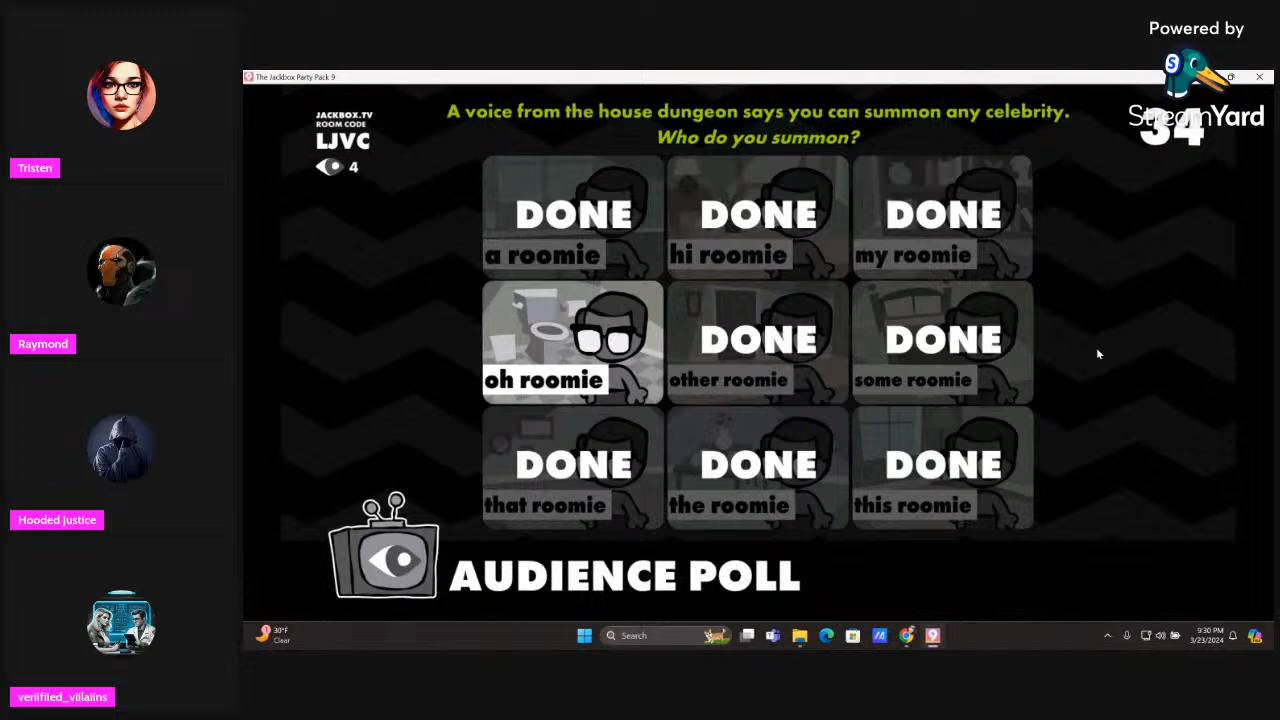 Powered by
StreamYard
The Jackbox Party Pack 9
JACKBOX.TV
ROOM CODE
LJVC
4
A voice from the house dungeon says you can summon any celebrity.
Who do you summon?
34
DONE
a roomie
DONE
hi roomie
DONE
my roomie
oh roomie
DONE
other roomie
DONE
some roomie
DONE
that roomie
DONE
the roomie
DONE
this roomie
AUDIENCE POLL
Tristen
Raymond
Hooded Justice
veriifiied_viilaiins
30°F
Clear
Search
9:30 PM
3/23/2024